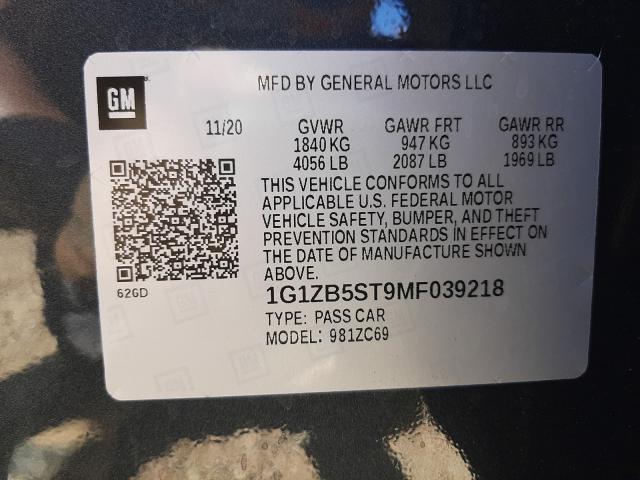 GM
MFD BY GENERAL MOTORS LLC
11/20 GVWR GAWR FRT GAWR RR
1840 KG 947 KG 893 KG
4056 LB 2087 LB 1969 LB
THIS VEHICLE CONFORMS TO ALL
APPLICABLE U.S. FEDERAL MOTOR
VEHICLE SAFETY, BUMPER, AND THEFT
PREVENTION STANDARDS IN EFFECT ON
THE DATE OF MANUFACTURE SHOWN
ABOVE.
626D
1G1ZB5ST9MF039218
TYPE: PASS CAR
MODEL: 981ZC69